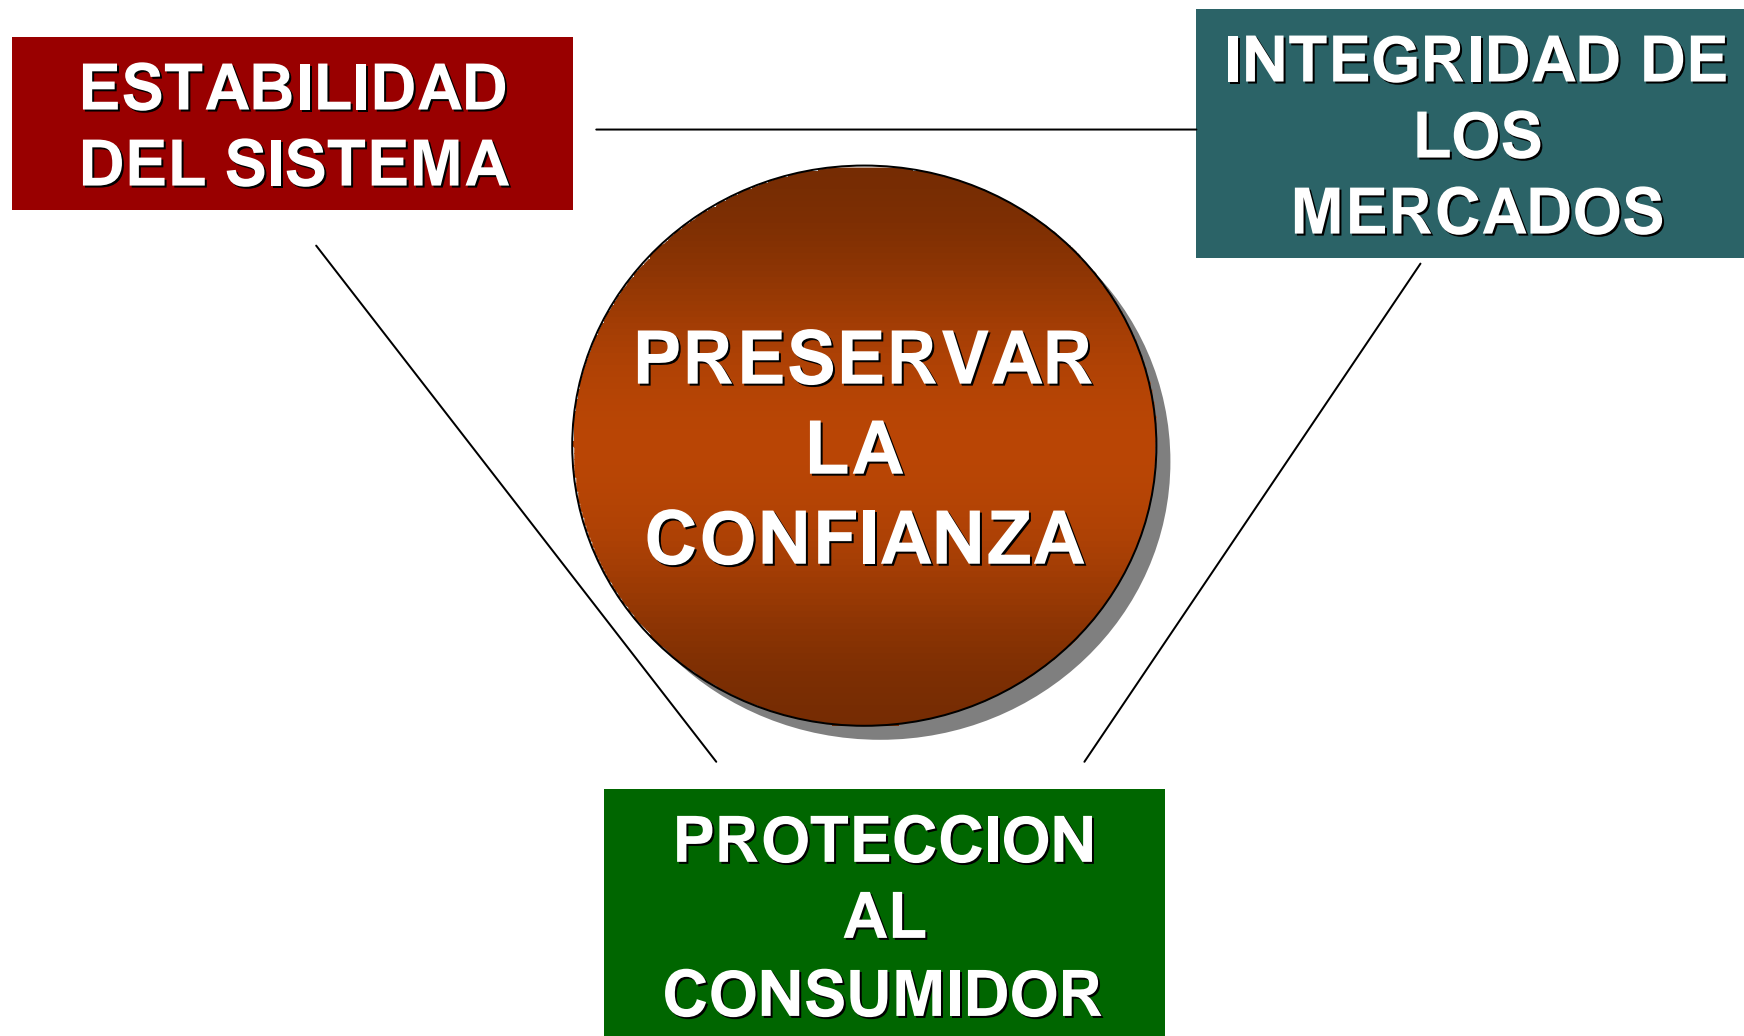 ESTABILIDAD
DEL SISTEMA
INTEGRIDAD DE
LOS
MERCADOS
PRESERVAR
LA
CONFIANZA
PROTECCION
AL
CONSUMIDOR